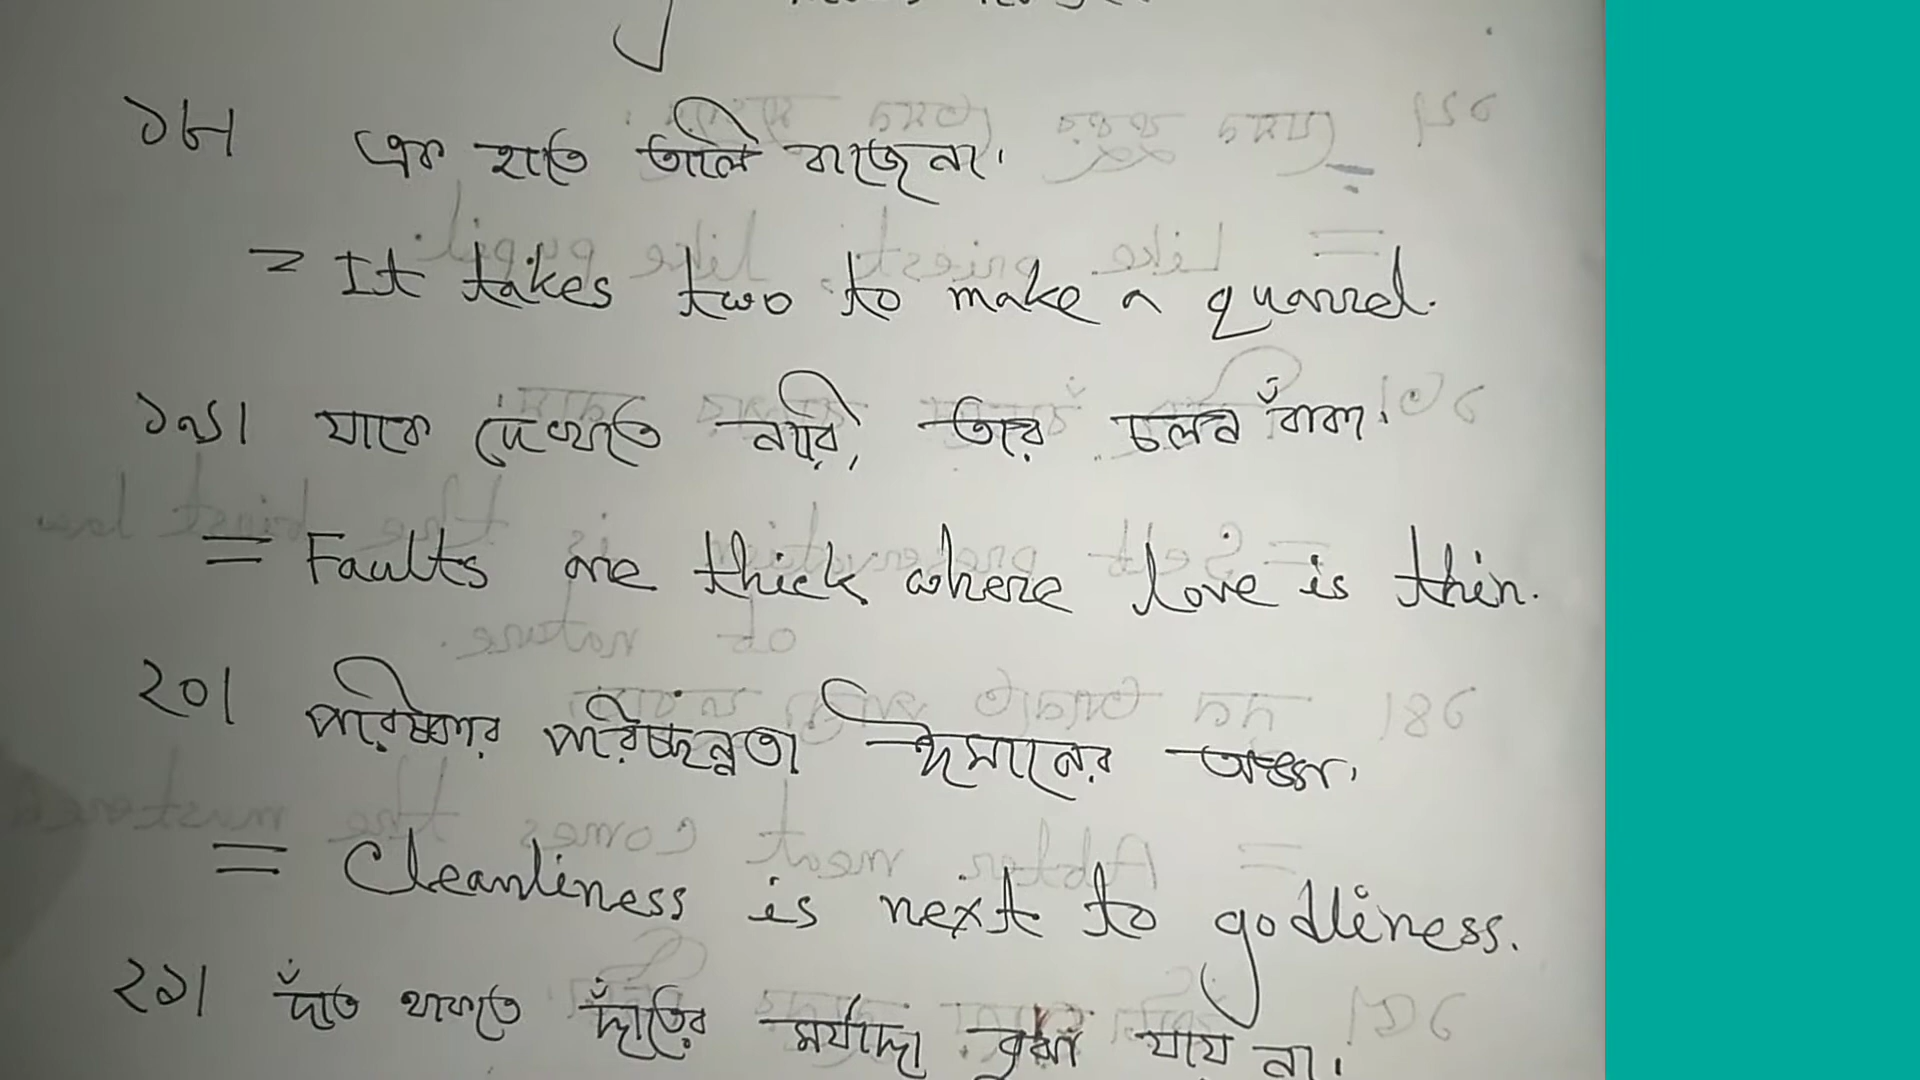 ১৮। এক হাতে তালি বাজে না।
= It takes two to make a quarrel.
১৯। যাকে দেখতে নারি, তার চলন বাঁকা।
= Faults are thick where love is thin.
২০। পরিষ্কার পরিচ্ছন্নতা ঈমানের অঙ্গ।
= Cleanliness is next to godliness.
২১। দাঁত থাকতে দাঁতের মর্যাদা বুঝা যায় না।